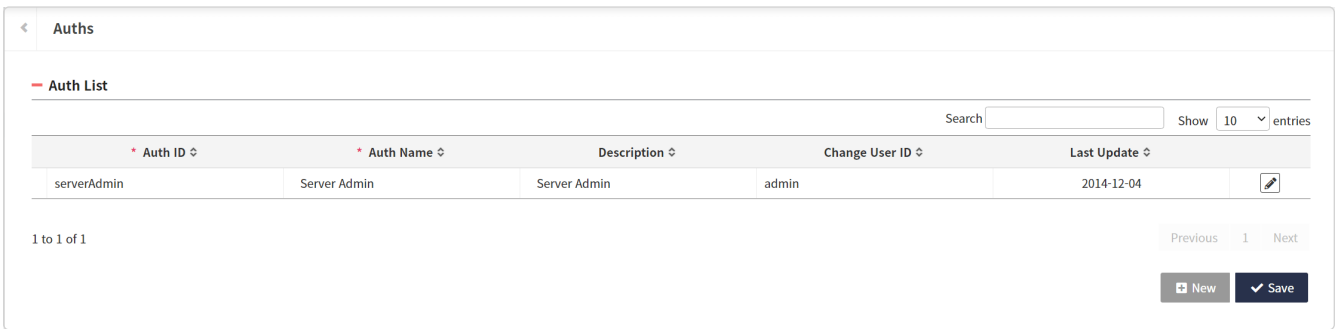 Auths
Auth List
Search Show 10 entries
* Auth ID * Auth Name Description Change User ID Last Update
serverAdmin Server Admin Server Admin admin 2014-12-04
1 to 1 of 1 Previous 1 Next
New Save